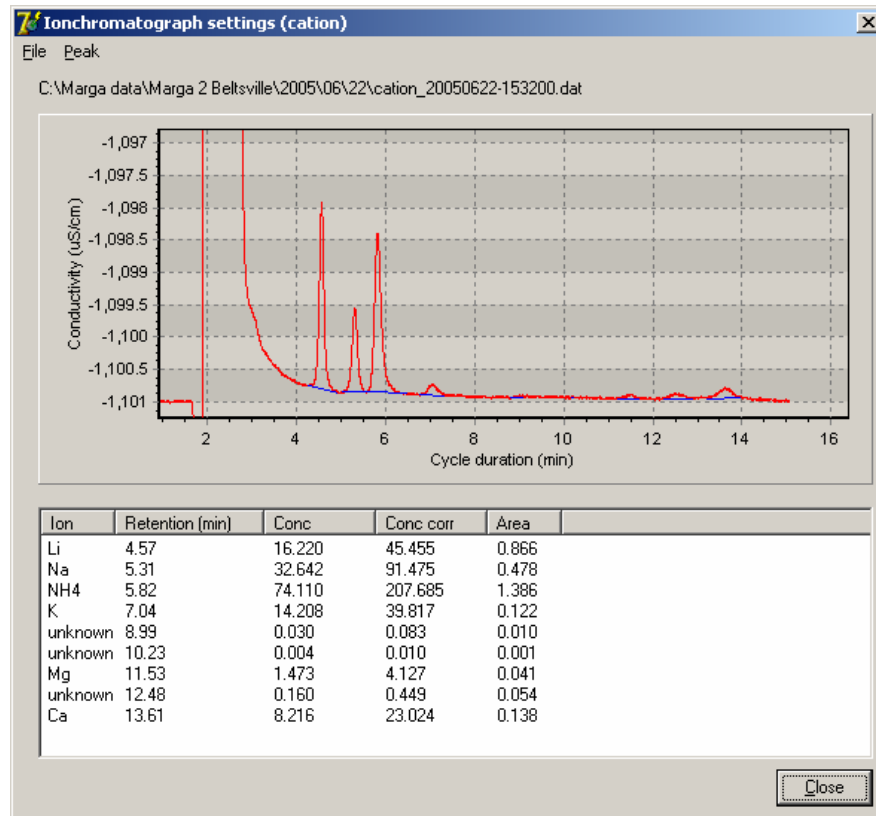 Ionchromatograph settings (cation)
File Peak
C:\Marga data\Marga 2 Beltsville\2005\06\22\cation_20050622-153200.dat
-1,097
-1,097.5
-1,098
-1,098.5
-1,099
-1,099.5
-1,100
-1,100.5
-1,101
Conductivity (uS/cm)
2 4 6 8 10 12 14 16
Cycle duration (min)
Ion Retention (min) Conc Conc corr Area
Li 4.57 16.220 45.455 0.866
Na 5.31 32.642 91.475 0.478
NH4 5.82 74.110 207.685 1.386
K 7.04 14.208 39.817 0.122
unknown 8.99 0.030 0.083 0.010
unknown 10.23 0.004 0.010 0.001
Mg 11.53 1.473 4.127 0.041
unknown 12.48 0.160 0.449 0.054
Ca 13.61 8.216 23.024 0.138
Close